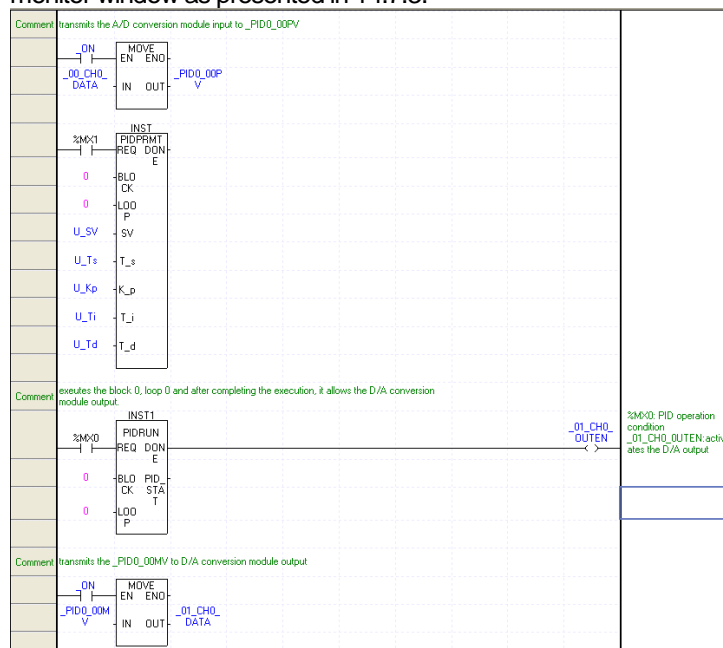 monitor window as presented in 14.7.3.
Comment transmits the A/D conversion module input to _PID0_00PV
_ON MOVE
EN ENO
_00_CH0_
DATA IN OUT _PID0_00P
V
INST
%MX1 PIDPRMT
REQ DON
E
0 BLO
CK
0 LOO
P
U_SV SV
U_Ts T_s
U_Kp K_p
U_Ti T_i
U_Td T_d
Comment exeutes the block 0, loop 0 and after completing the execution, it allows the D/A conversion
module output.
INST1
%MX0 PIDRUN
REQ DON
E
_01_CH0_
OUTEN
%MX0: PID operation
condition
_01_CH0_OUTEN:activ
ates the D/A output
0 BLO PID_
CK STA
T
0 LOO
P
Comment transmits the _PID0_00MV to D/A conversion module output
_ON MOVE
EN ENO
_PID0_00M
V IN OUT _01_CH0_
DATA